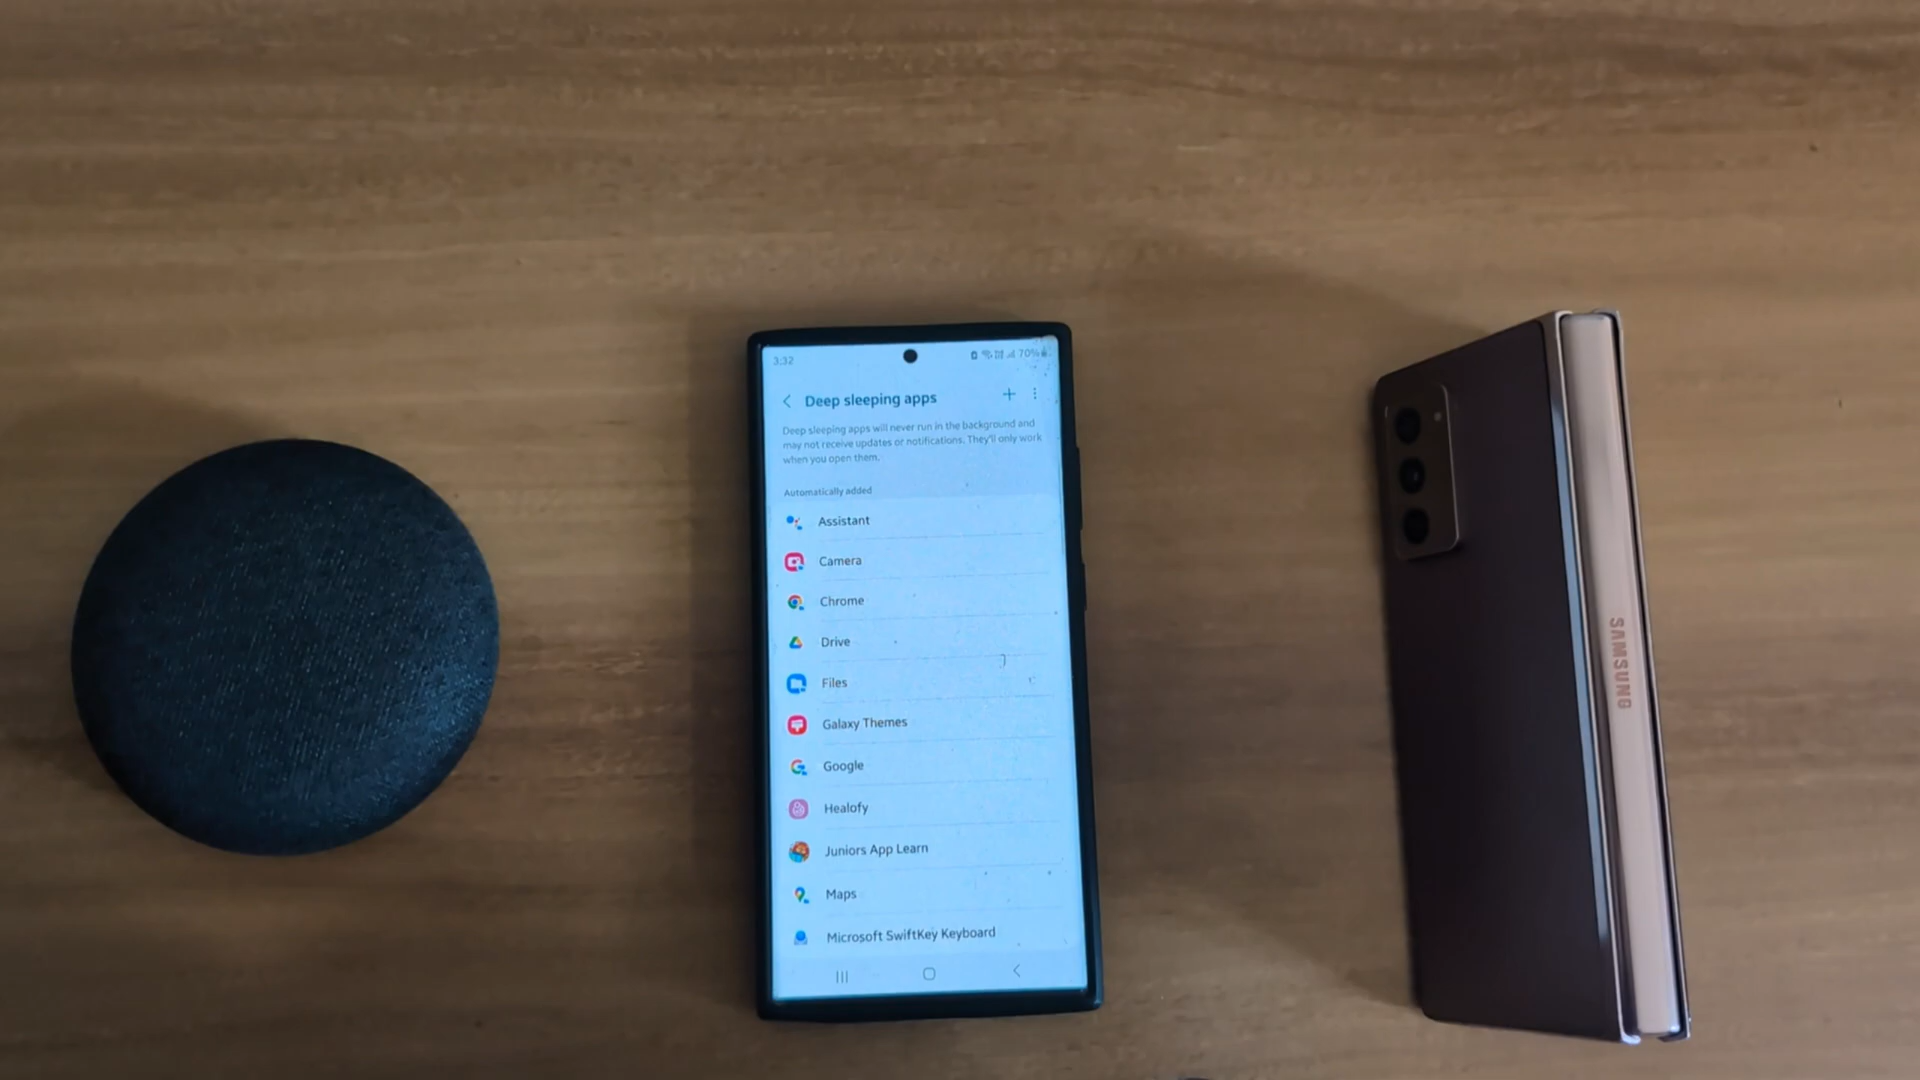 3:32
70%
Deep sleeping apps
Deep sleeping apps will never run in the background and
may not receive updates or notifications. They'll only work
when you open them.
Automatically added
Assistant
Camera
Chrome
Drive
Files
Galaxy Themes
Google
Healofy
Juniors App Learn
Maps
Microsoft SwiftKey Keyboard
SAMSUNG